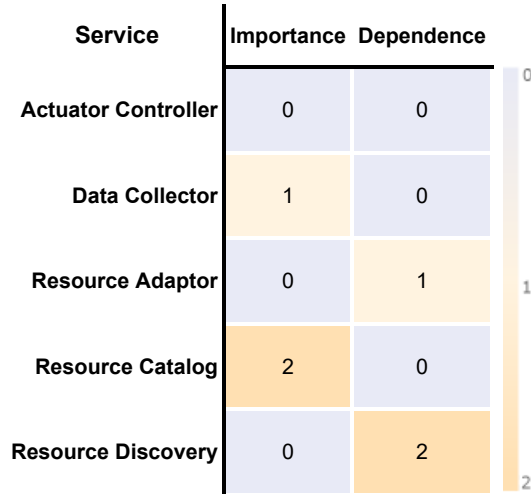 Service Importance Dependence
0
Actuator Controller 0 0
Data Collector 1 0
Resource Adaptor 0 1
1
Resource Catalog 2 0
Resource Discovery 0 2
2